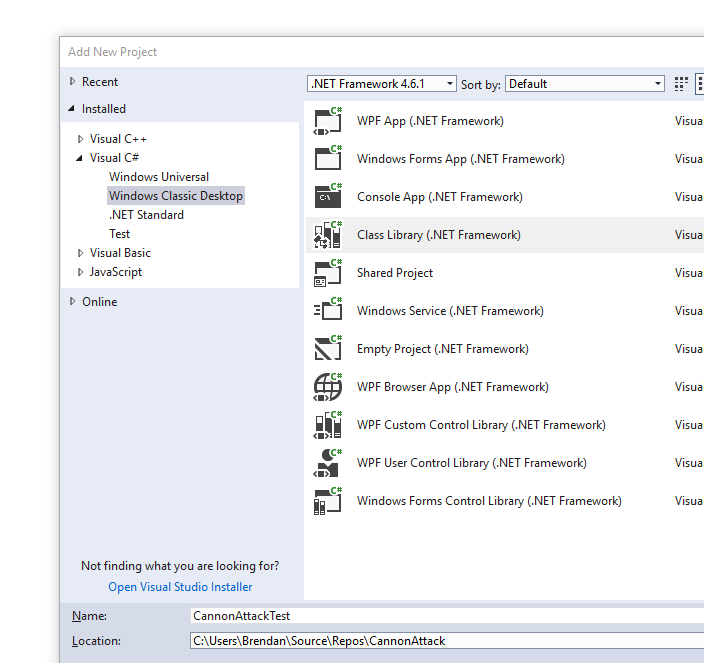 Add New Project
Recent
.NET Framework 4.6.1 Sort by: Default
Installed
Visual C++
Visual C#
Windows Universal
Windows Classic Desktop
.NET Standard
Test
Visual Basic
JavaScript
Online
Not finding what you are looking for?
Open Visual Studio Installer
C# WPF App (.NET Framework) Visua
C# Windows Forms App (.NET Framework) Visua
C# C:\ Console App (.NET Framework) Visua
C# Class Library (.NET Framework) Visua
C# Shared Project Visua
C# Windows Service (.NET Framework) Visua
C# Empty Project (.NET Framework) Visua
C# WPF Browser App (.NET Framework) Visua
C# WPF Custom Control Library (.NET Framework) Visua
C# WPF User Control Library (.NET Framework) Visua
C# Windows Forms Control Library (.NET Framework) Visua
Name: CannonAttackTest
Location: C:\Users\Brendan\Source\Repos\CannonAttack